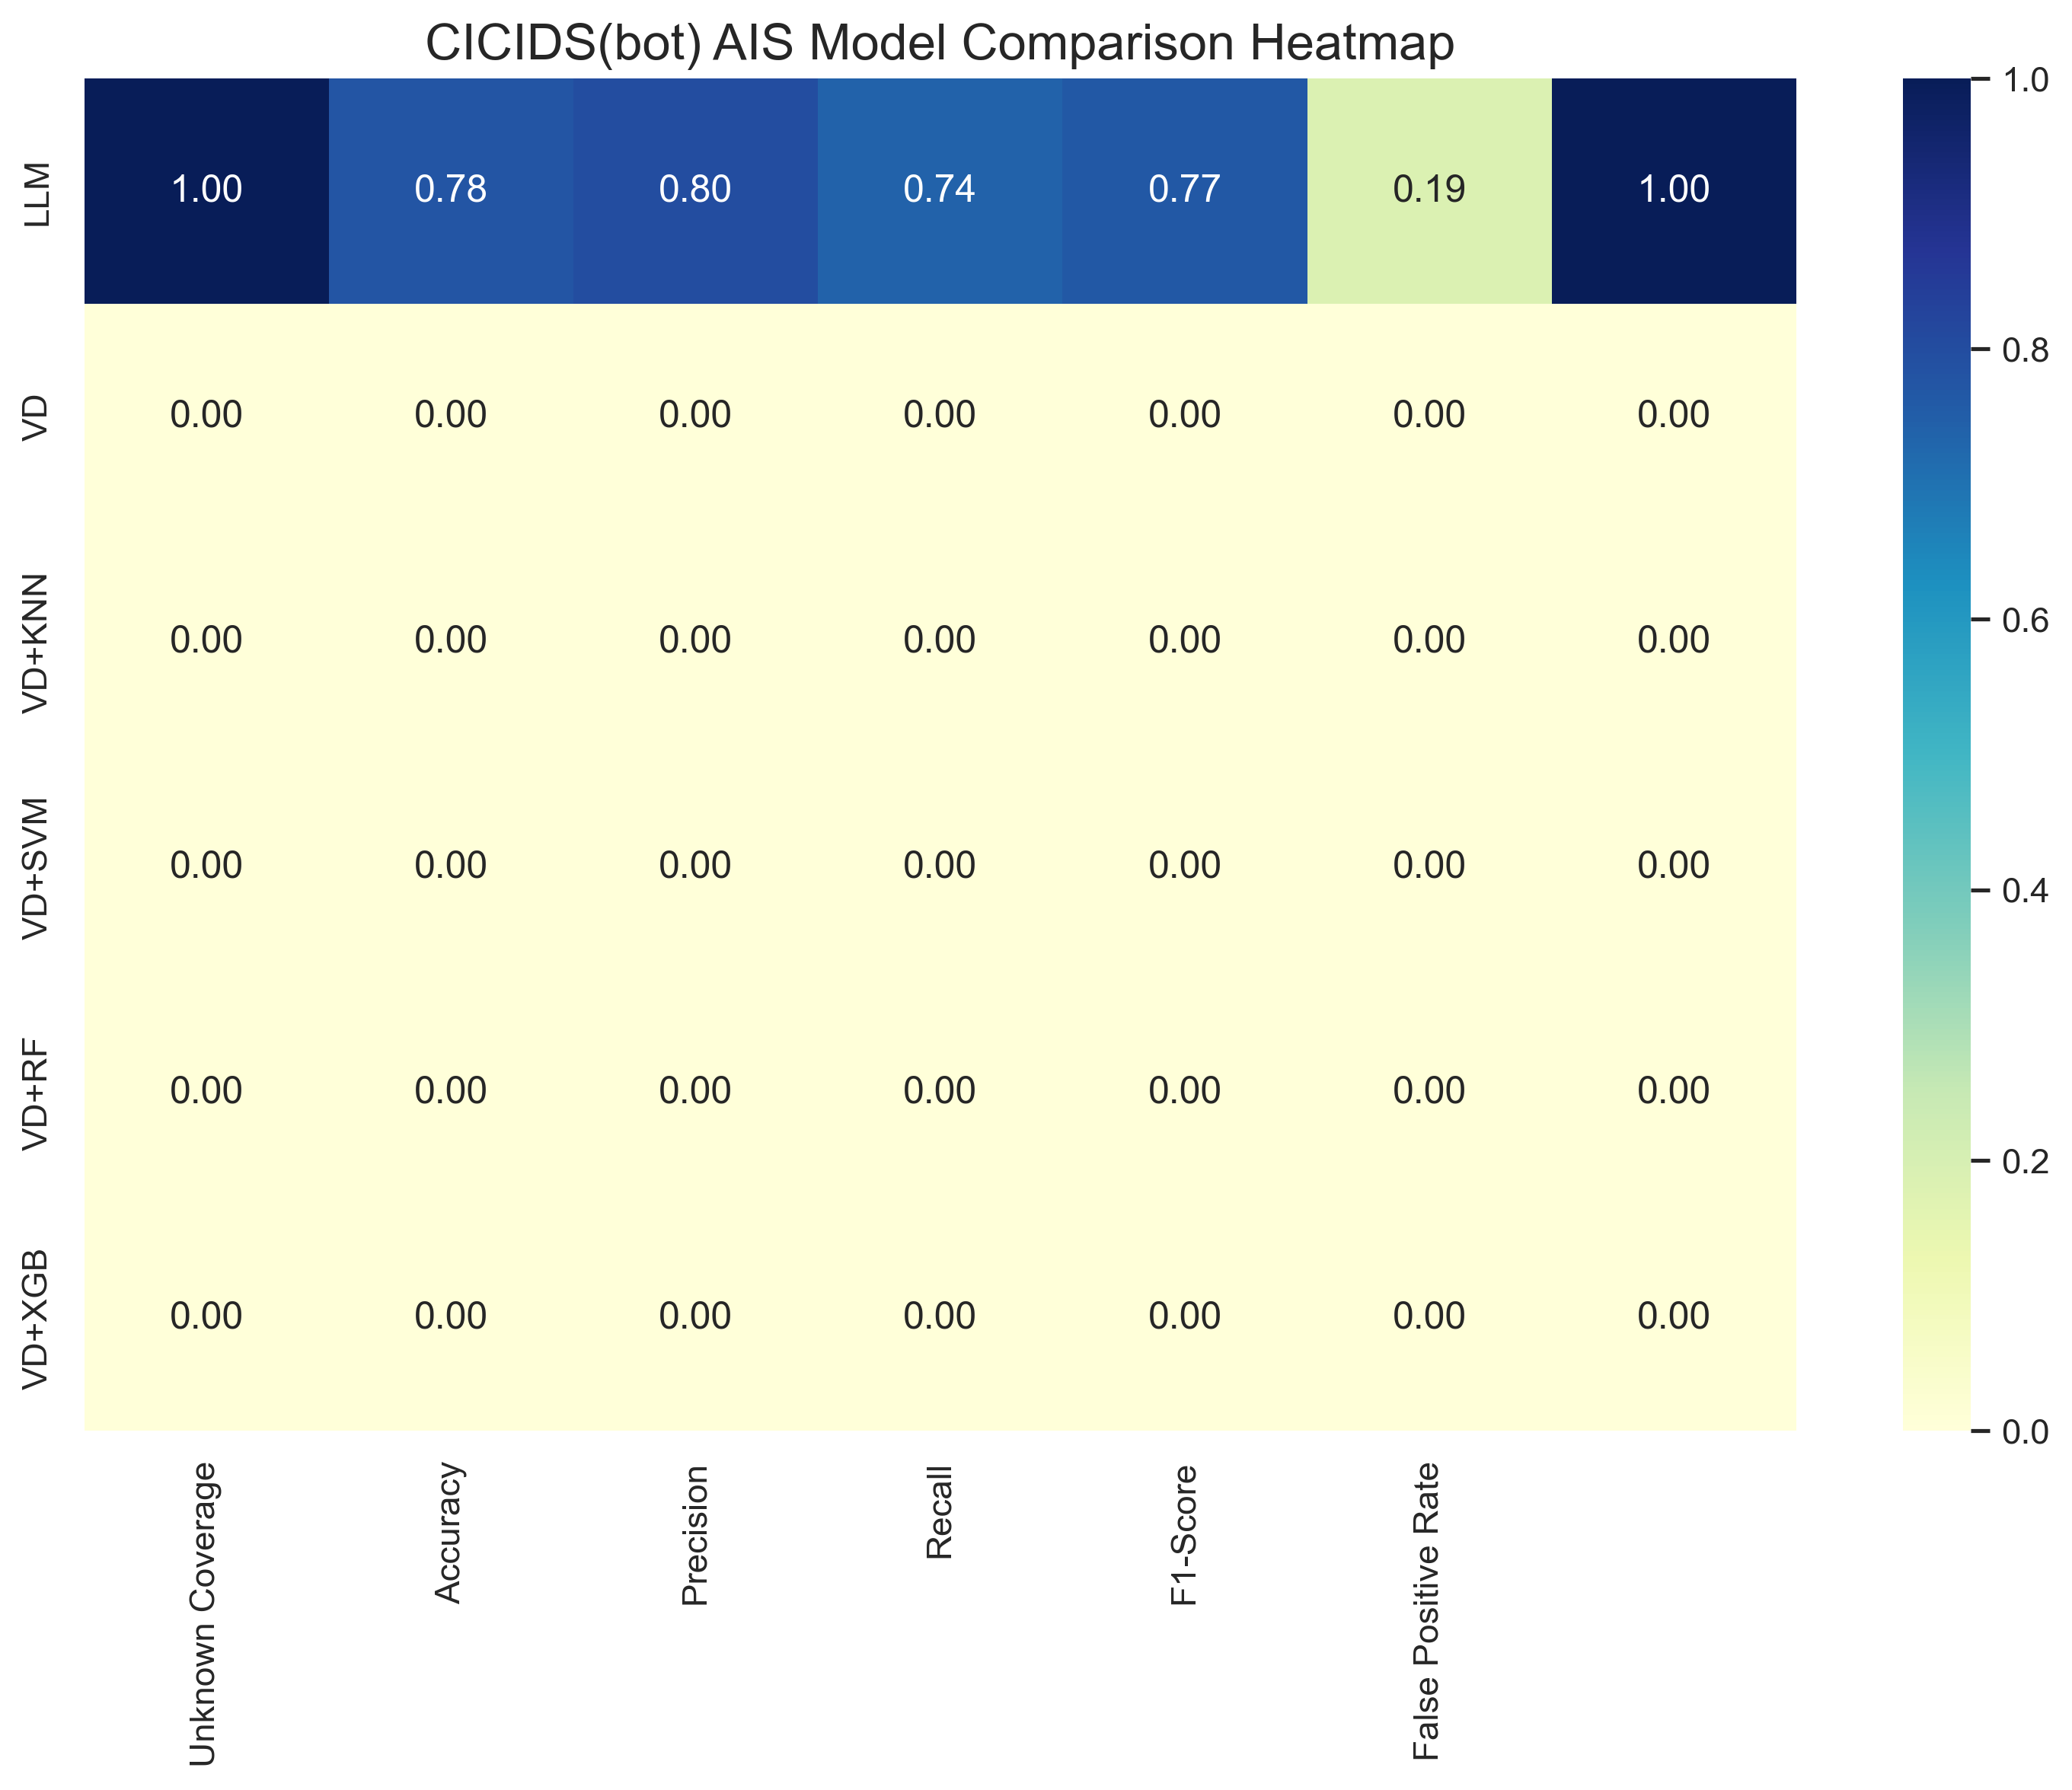 CICIDS(bot) AIS Model Comparison Heatmap
LLM 1.00 0.78 0.80 0.74 0.77 0.19 1.00
VD 0.00 0.00 0.00 0.00 0.00 0.00 0.00
VD+KNN 0.00 0.00 0.00 0.00 0.00 0.00 0.00
VD+SVM 0.00 0.00 0.00 0.00 0.00 0.00 0.00
VD+RF 0.00 0.00 0.00 0.00 0.00 0.00 0.00
VD+XGB 0.00 0.00 0.00 0.00 0.00 0.00 0.00
Unknown Coverage
Accuracy
Precision
Recall
F1-Score
False Positive Rate
1.0
0.8
0.6
0.4
0.2
0.0